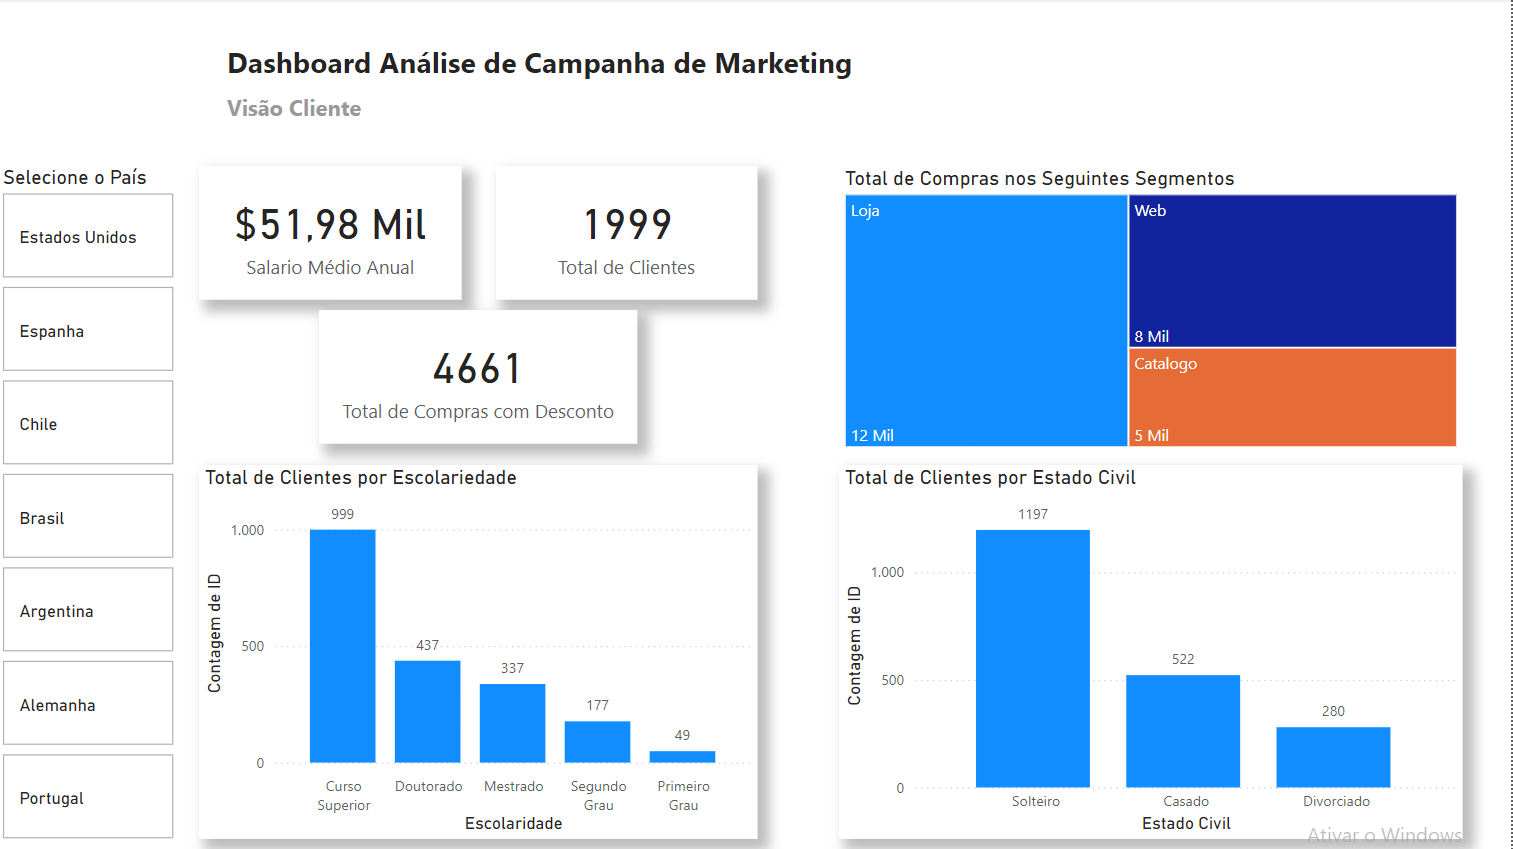 Dashboard Análise de Campanha de Marketing
Visão Cliente
Selecione o País
Estados Unidos
Espanha
Chile
Brasil
Argentina
Alemanha
Portugal
$51,98 Mil
Salario Médio Anual
1999
Total de Clientes
4661
Total de Compras com Desconto
Total de Compras nos Seguintes Segmentos
Loja
12 Mil
Web
8 Mil
Catalogo
5 Mil
Total de Clientes por Escolariedade
Contagem de ID
1.000
500
0
999
437
337
177
49
Curso Superior
Doutorado
Mestrado
Segundo Grau
Primeiro Grau
Escolaridade
Total de Clientes por Estado Civil
Contagem de ID
1.000
500
0
1197
522
280
Solteiro
Casado
Divorciado
Estado Civil
Ativar o Windows